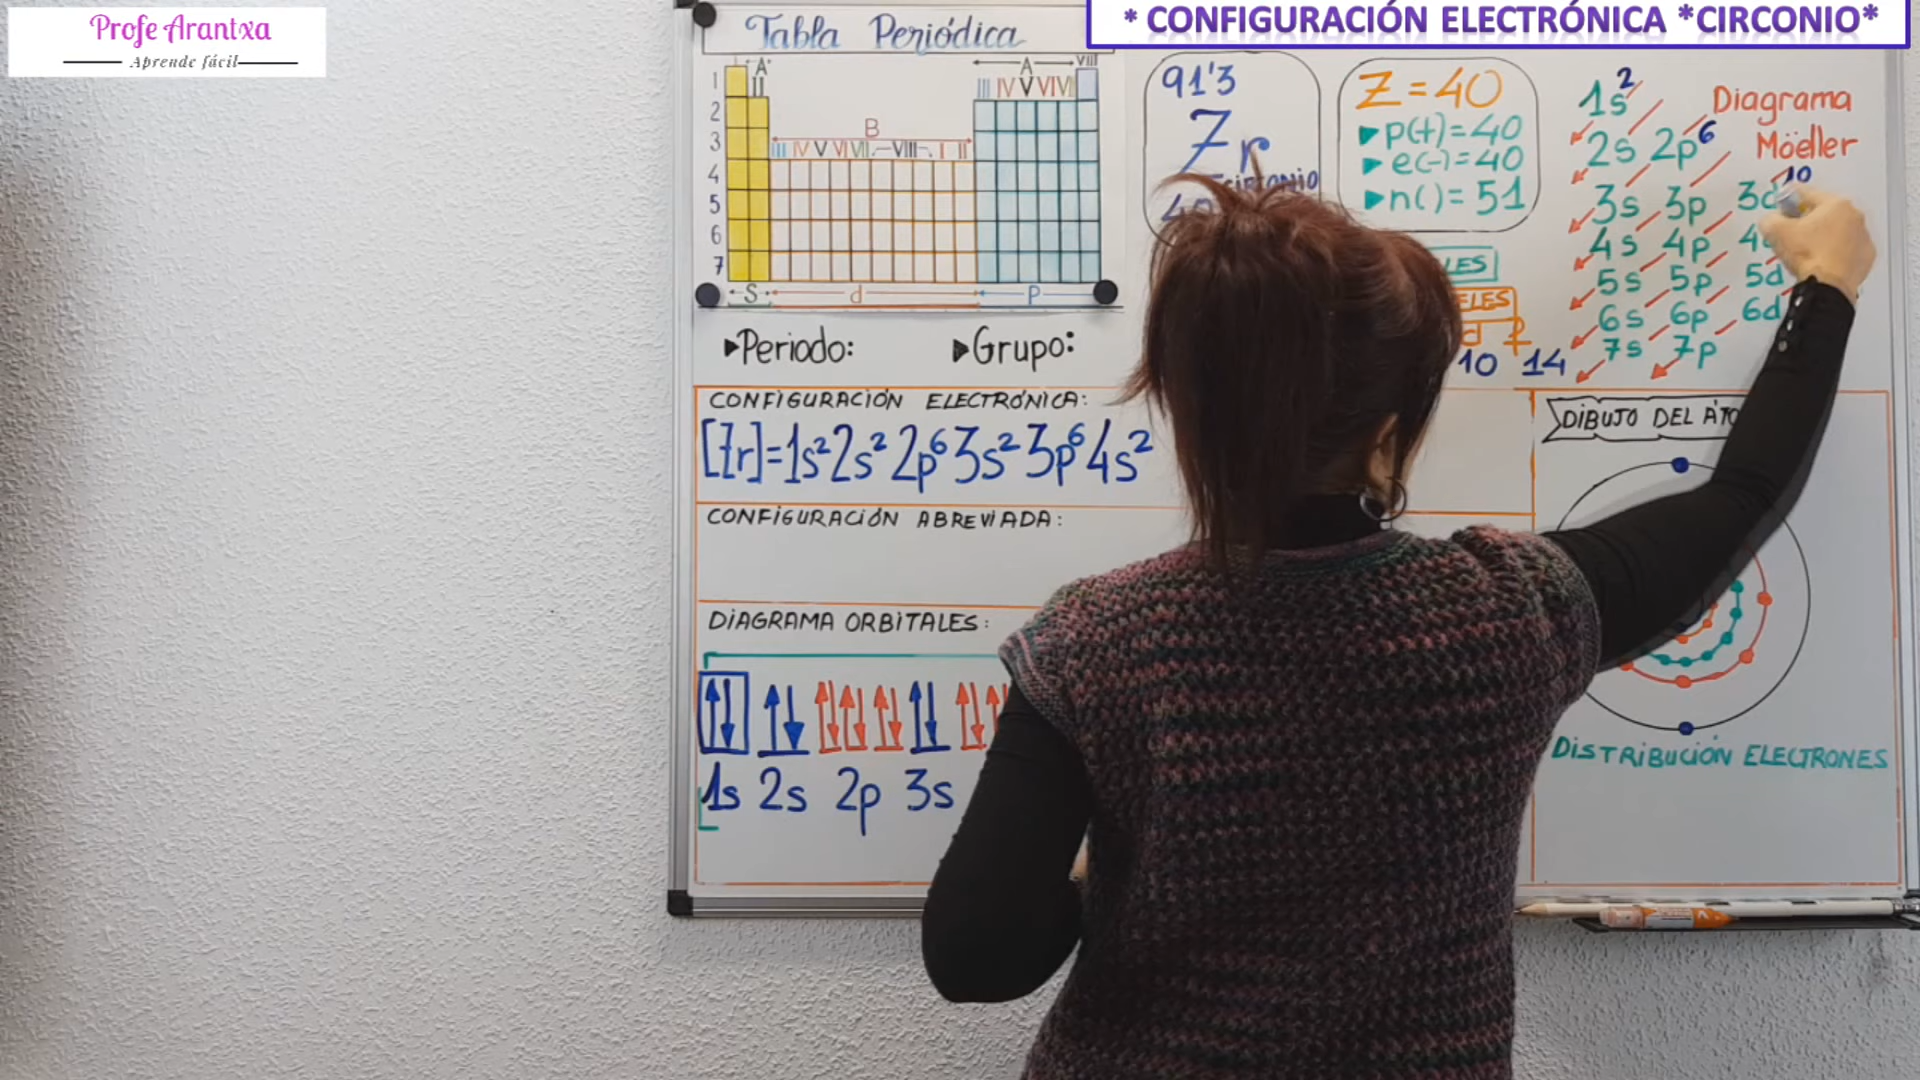 Profe Arantxa
Aprende fácil
* CONFIGURACIÓN ELECTRÓNICA *CIRCONIO*
Tabla Periódica
A
II
A
VIII
III IV V VI VII
B
III IV V VI VII VIII I II
1
2
3
4
5
6
7
S d P
▸Periodo: ▸Grupo:
91'3
Zr
Z=40
▸p(+)=40
▸e(-)=40
▸n()=51
d f
10 14
Diagrama
Möeller
1s2
2s 2p6
3s 3p 10
4s 4p
5s 5p 5d
6s 6p 6d
7s 7p
CONFIGURACIÓN ELECTRÓNICA:
[Zr]=1s2 2s2 2p6 3s2 3p6 4s2
CONFIGURACIÓN ABREVIADA:
DIAGRAMA ORBITALES:
1s 2s 2p 3s
DIBUJO DEL
DISTRIBUCIÓN ELECTRONES